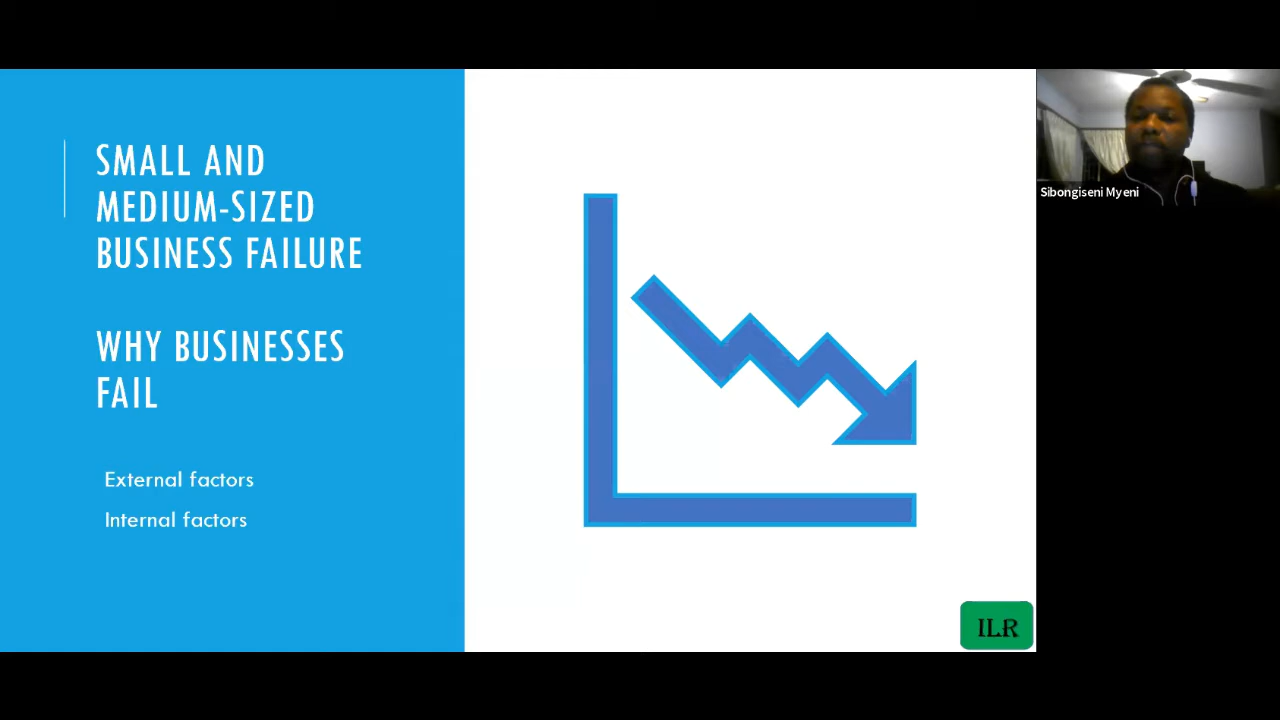 SMALL AND
MEDIUM-SIZED
BUSINESS FAILURE
WHY BUSINESSES
FAIL
External factors
Internal factors
Sibongiseni Myeni
ILR